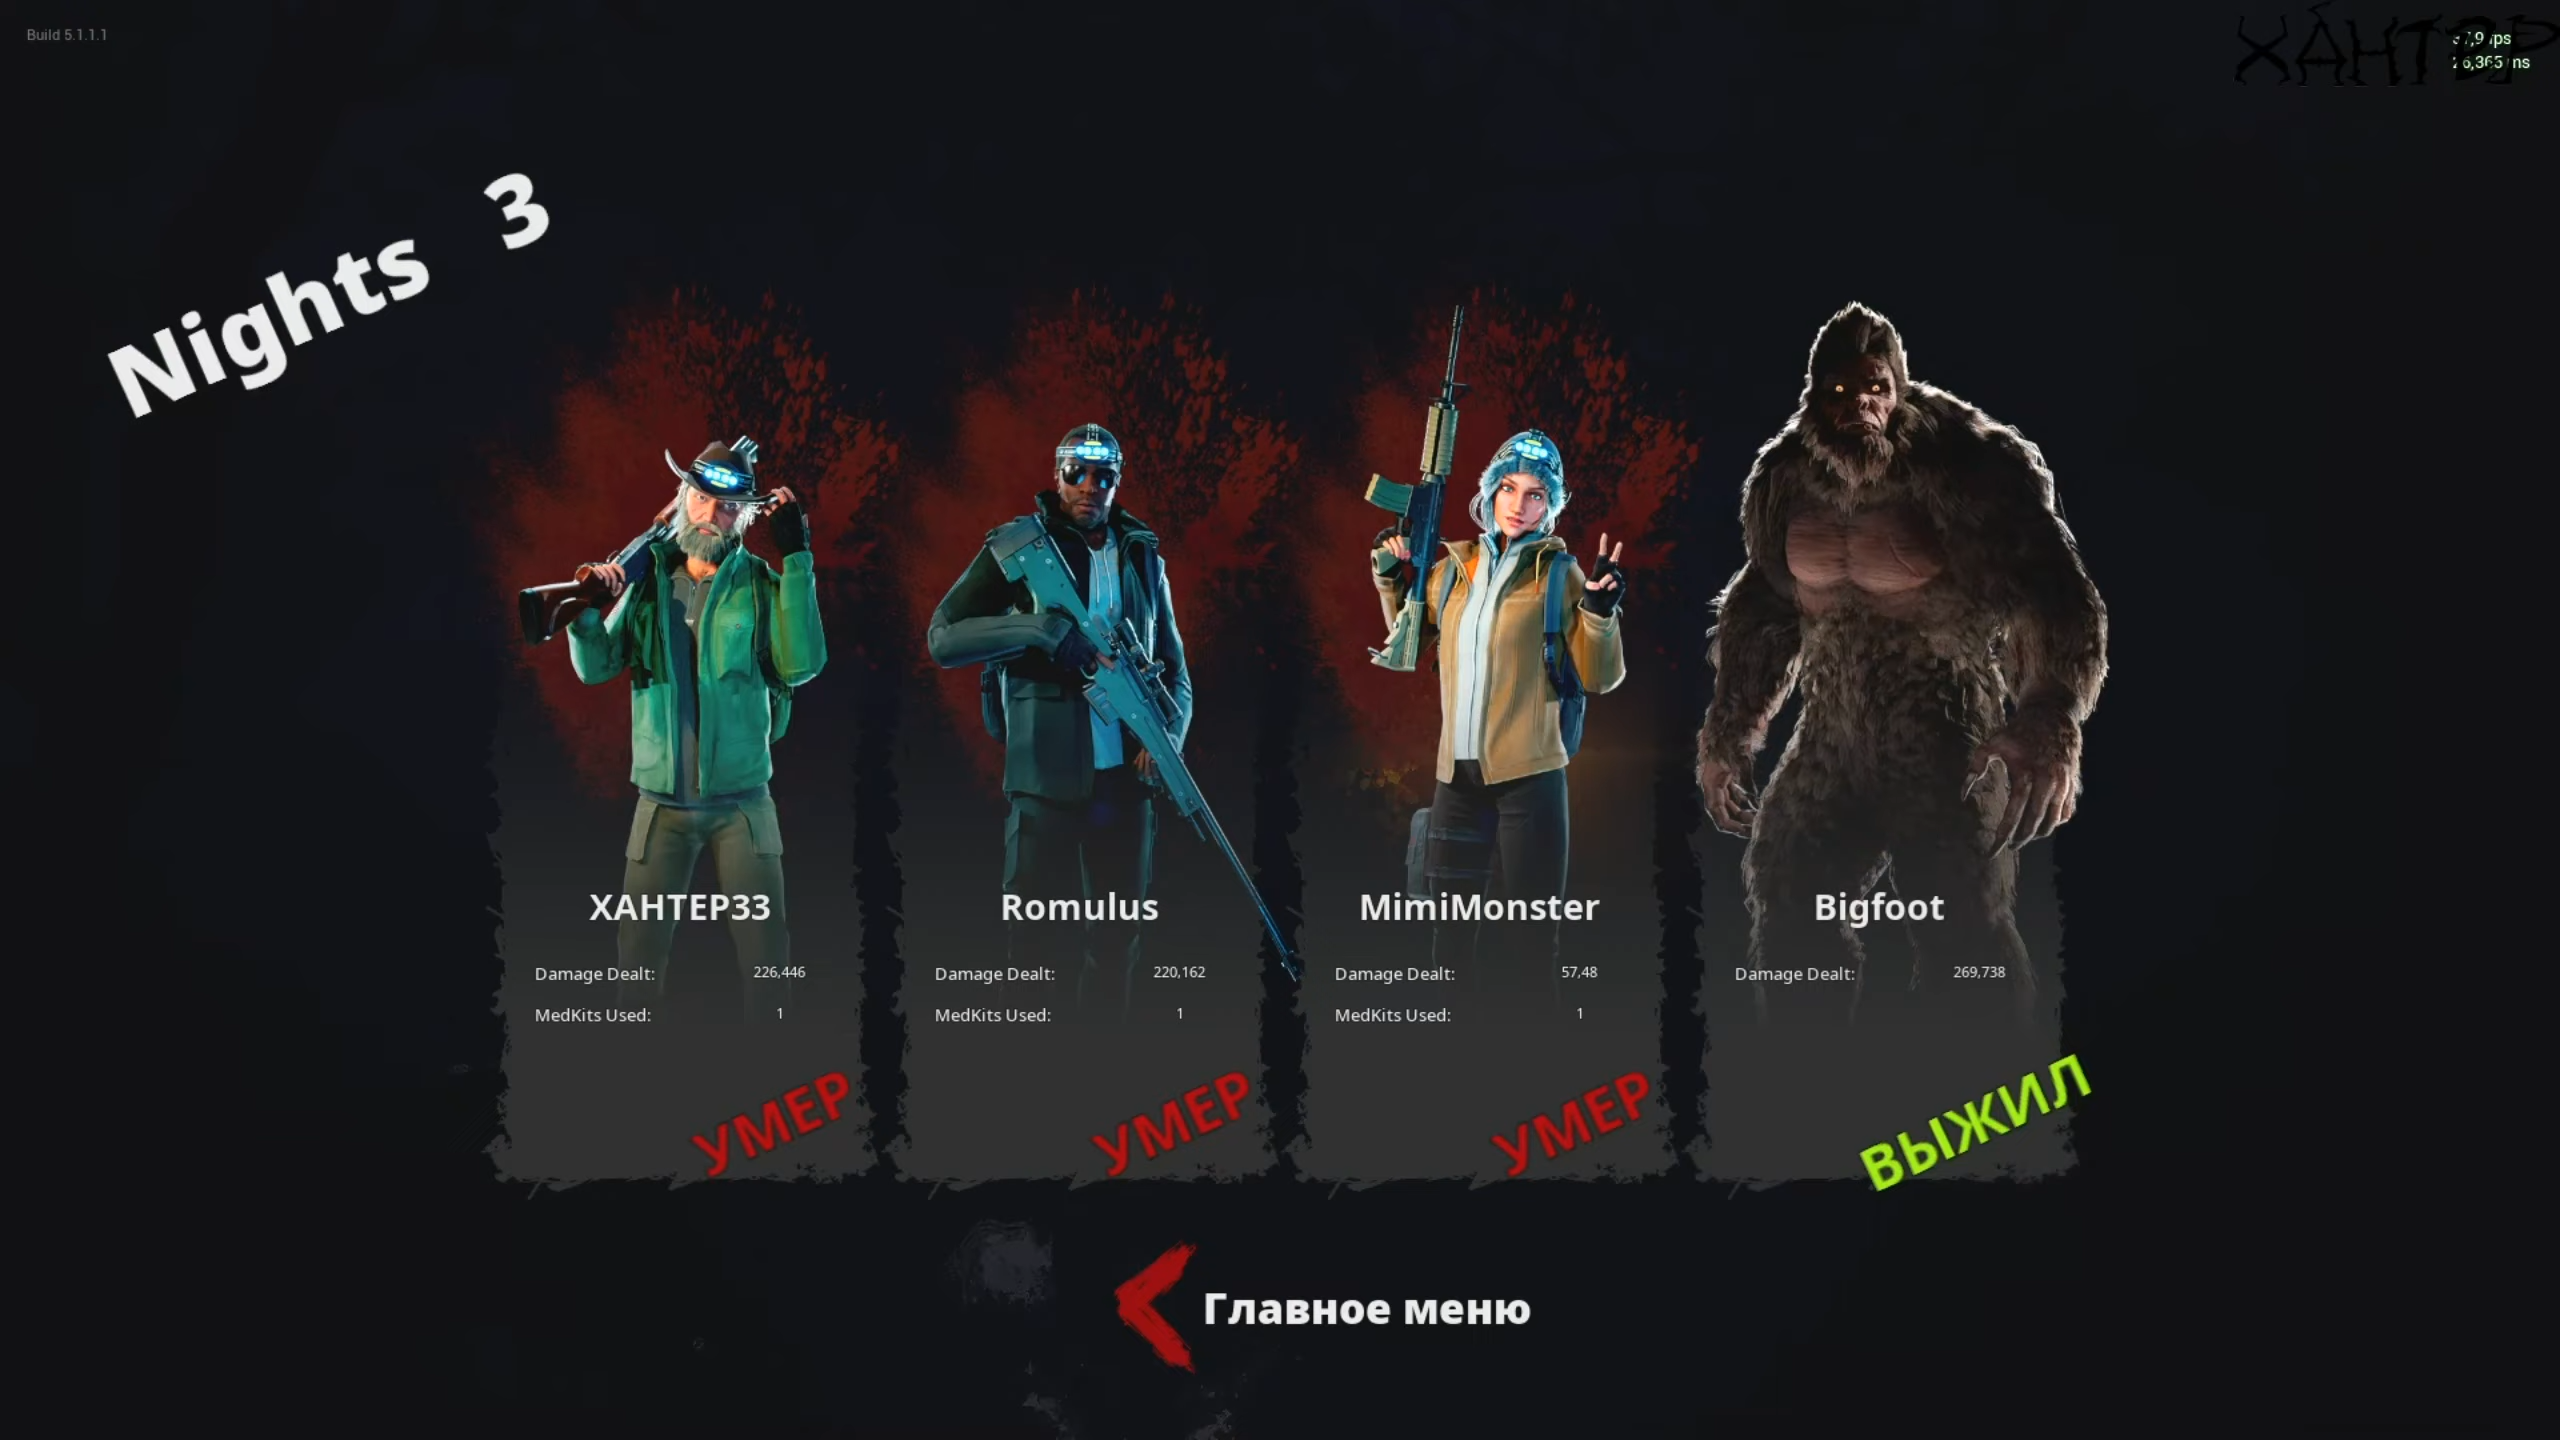 Build 5.1.1.1
ХАНТЕР
Nights 3
ХАНТЕР33
Damage Dealt: 226,446
MedKits Used: 1
УМЕР
Romulus
Damage Dealt: 220,162
MedKits Used: 1
УМЕР
MimiMonster
Damage Dealt: 57,48
MedKits Used: 1
УМЕР
Bigfoot
Damage Dealt: 269,738
ВЫЖИЛ
Главное меню